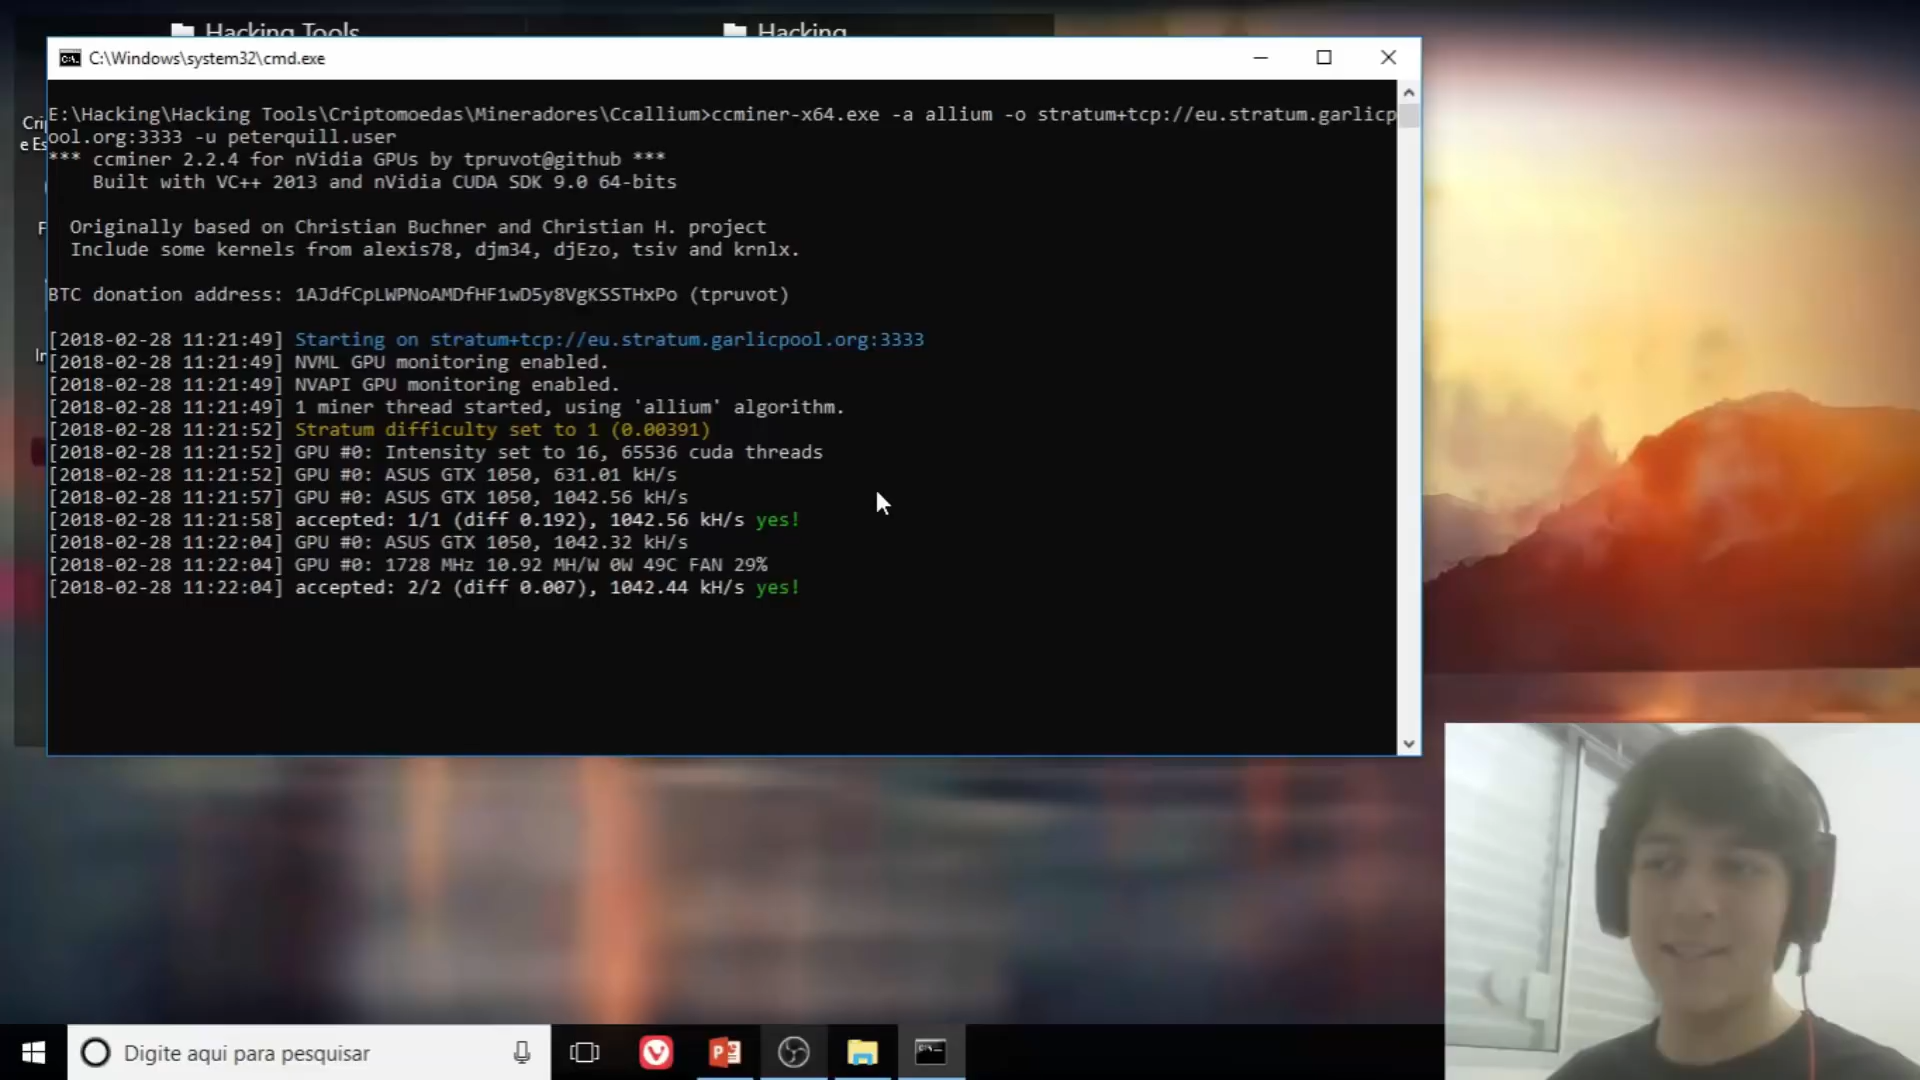 Hacking Tools
Hacking
C:\Windows\system32\cmd.exe
E:\Hacking\Hacking Tools\Criptomoedas\Mineradores\Ccallium>ccminer-x64.exe -a allium -o stratum+tcp://eu.stratum.garlicp
ool.org:3333 -u peterquill.user
*** ccminer 2.2.4 for nVidia GPUs by tpruvot@github ***
Built with VC++ 2013 and nVidia CUDA SDK 9.0 64-bits
Originally based on Christian Buchner and Christian H. project
Include some kernels from alexis78, djm34, djEzo, tsiv and krnlx.
BTC donation address: 1AJdfCpLWPNoAMDfHF1wD5y8VgKSSTHxPo (tpruvot)
[2018-02-28 11:21:49] Starting on stratum+tcp://eu.stratum.garlicpool.org:3333
[2018-02-28 11:21:49] NVML GPU monitoring enabled.
[2018-02-28 11:21:49] NVAPI GPU monitoring enabled.
[2018-02-28 11:21:49] 1 miner thread started, using 'allium' algorithm.
[2018-02-28 11:21:52] Stratum difficulty set to 1 (0.00391)
[2018-02-28 11:21:52] GPU #0: Intensity set to 16, 65536 cuda threads
[2018-02-28 11:21:52] GPU #0: ASUS GTX 1050, 631.01 kH/s
[2018-02-28 11:21:57] GPU #0: ASUS GTX 1050, 1042.56 kH/s
[2018-02-28 11:21:58] accepted: 1/1 (diff 0.192), 1042.56 kH/s yes!
[2018-02-28 11:22:04] GPU #0: ASUS GTX 1050, 1042.32 kH/s
[2018-02-28 11:22:04] GPU #0: 1728 MHz 10.92 MH/W 0W 49C FAN 29%
[2018-02-28 11:22:04] accepted: 2/2 (diff 0.007), 1042.44 kH/s yes!
Digite aqui para pesquisar